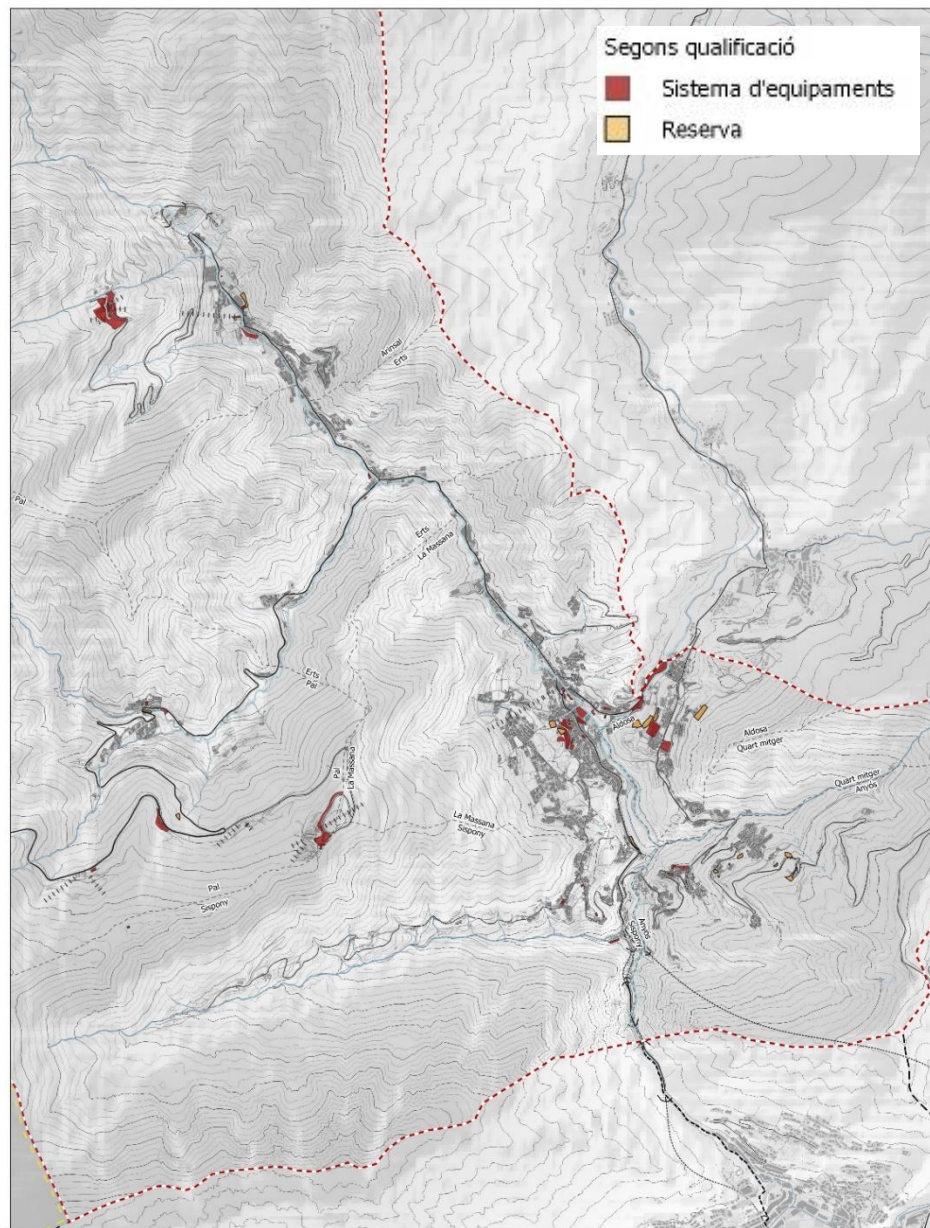 Segons qualificació
Sistema d'equipaments
Reserva
Arinsal
Erts
Pal
Erts
La Massana
Erts
Pal
Aldosa
Aldosa
Quart mitger
Quart mitger
Anyós
Pal
La Massana
La Massana
Sispony
Pal
Sispony
Anyós
Sispony